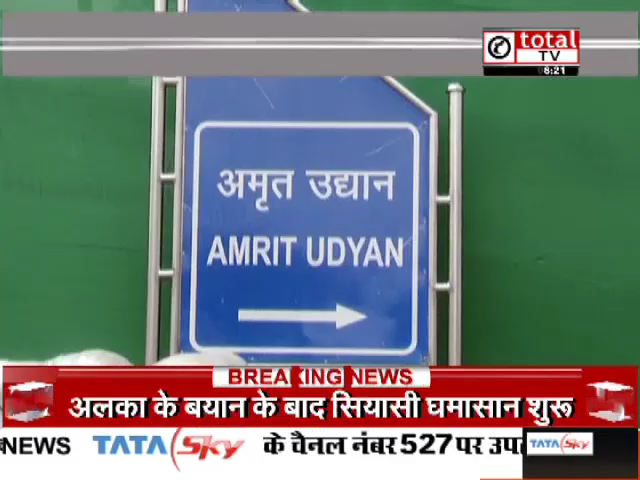 total
TV
8:21
अमृत उद्यान
AMRIT UDYAN
BREAKING NEWS
अलका के बयान के बाद सियासी घमासान शुरू
NEWS TATA Sky के चैनल नंबर 527 पर
TATA Sky